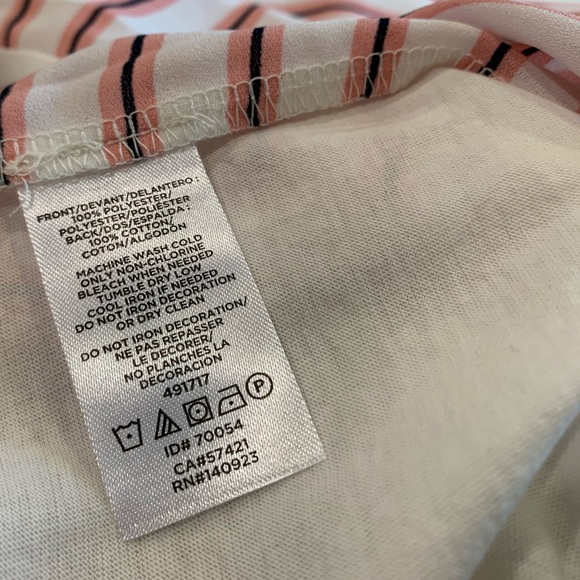 FRONT/DEVANT/DELANTERO:
100% POLYESTER/
POLYESTER/POLIÉSTER
BACK/DOS/ESPALDA:
100% COTTON/
COTON/ALGODÓN
MACHINE WASH COLD
ONLY NON-CHLORINE
BLEACH WHEN NEEDED
TUMBLE DRY LOW
COOL IRON IF NEEDED
DO NOT IRON DECORATION
OR DRY CLEAN
DO NOT IRON DECORATION/
NE PAS REPASSER
LE DECORER/
NO PLANCHES LA
DECORACION
491717
P
ID# 70054
CA#57421
RN#140923